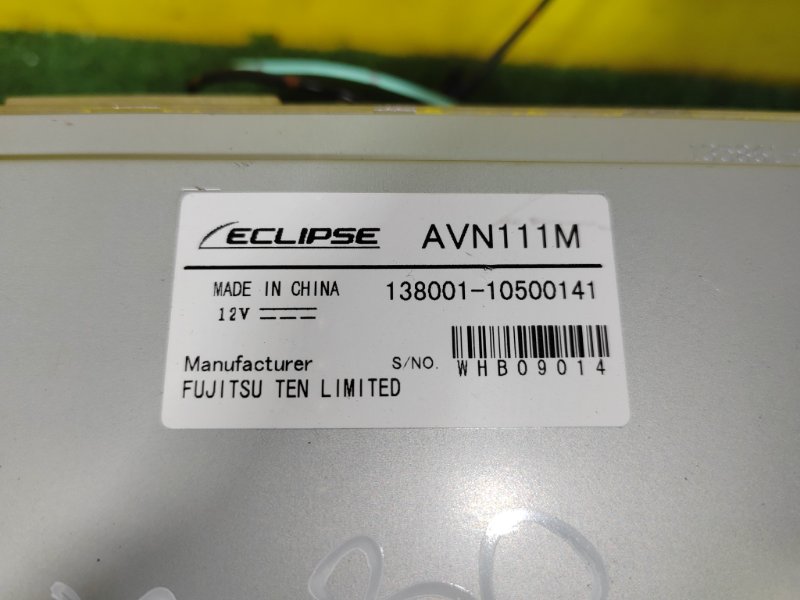 ECLIPSE AVN111M
MADE IN CHINA 138001-10500141
12V
Manufacturer S/NO. WHB09014
FUJITSU TEN LIMITED